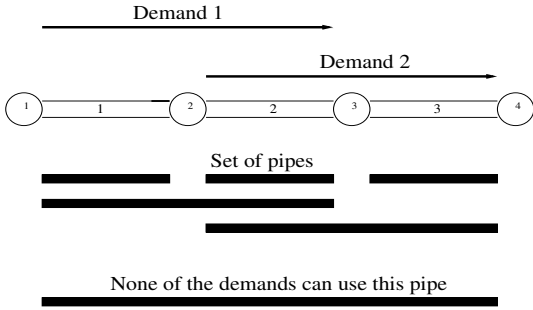 Demand 1
Demand 2
1 1 2 2 3 3 4
Set of pipes
None of the demands can use this pipe